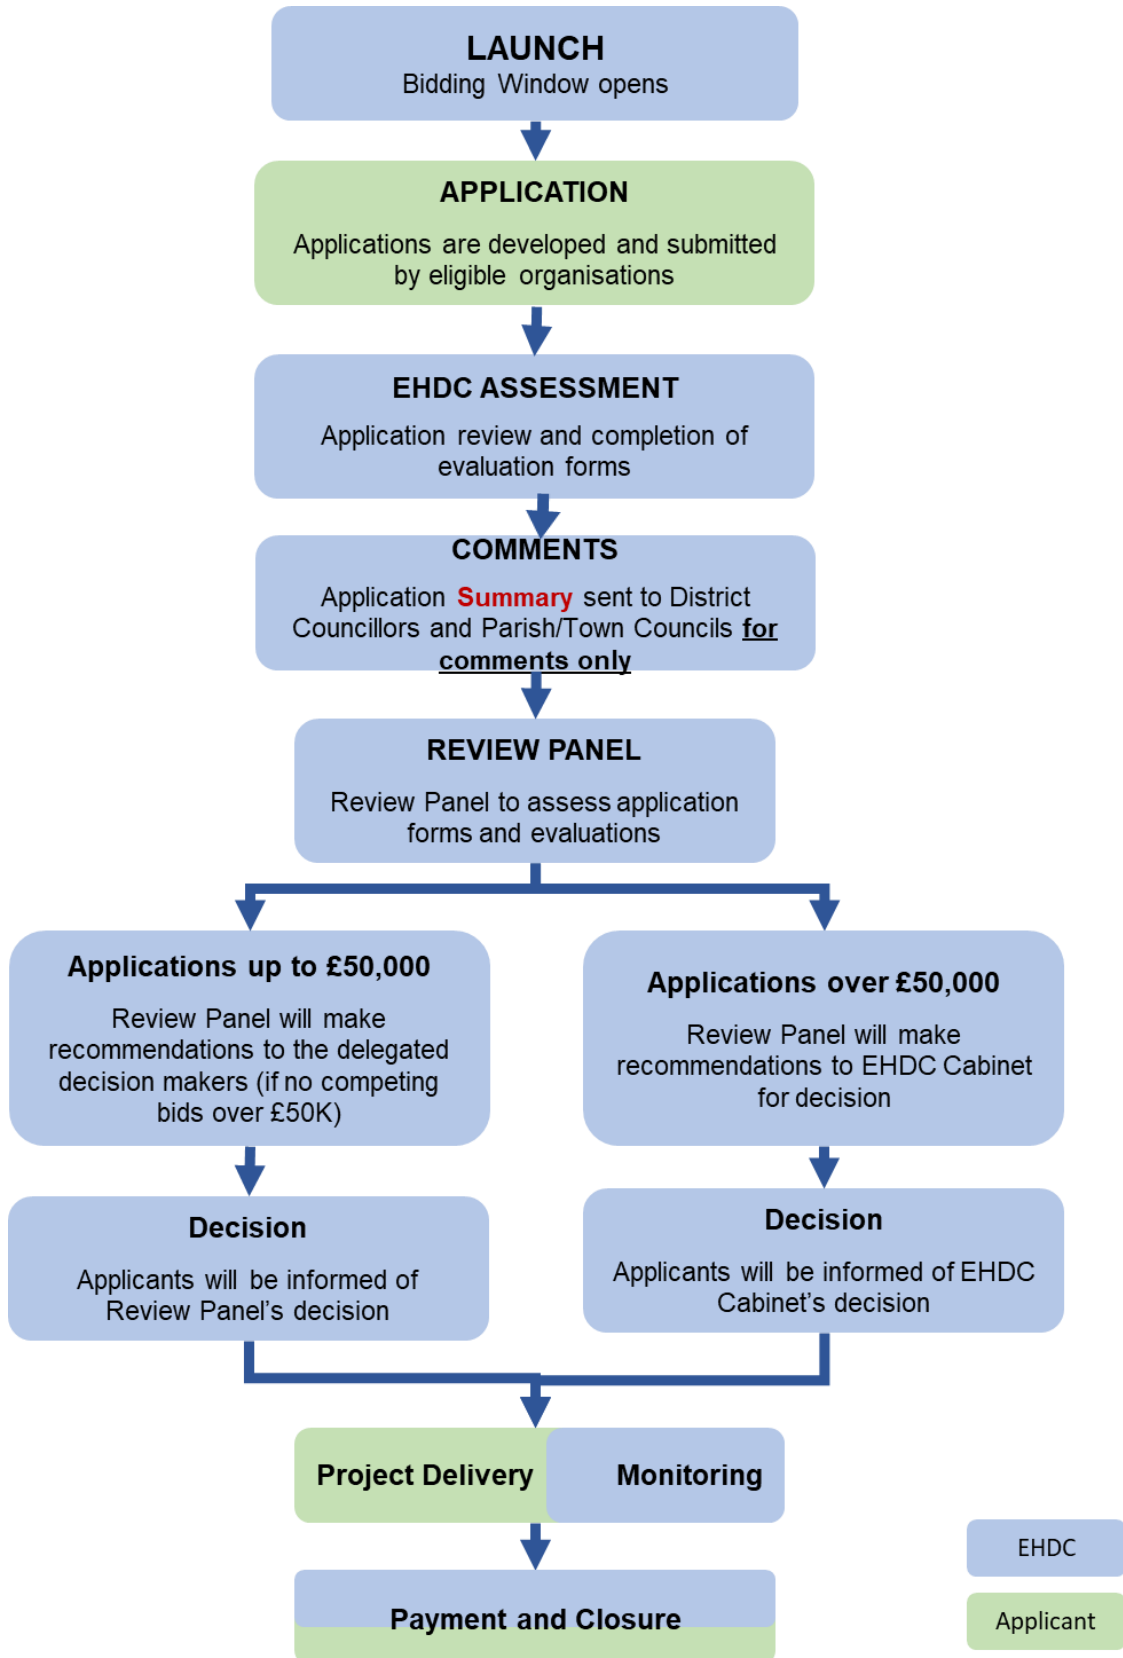 LAUNCH
Bidding Window opens
APPLICATION
Applications are developed and submitted
by eligible organisations
EHDC ASSESSMENT
Application review and completion of
evaluation forms
COMMENTS
Application Summary sent to District
Councillors and Parish/Town Councils for
comments only
REVIEW PANEL
Review Panel to assess application
forms and evaluations
Applications up to £50,000
Review Panel will make
recommendations to the delegated
decision makers (if no competing
bids over £50K)
Applications over £50,000
Review Panel will make
recommendations to EHDC Cabinet
for decision
Decision
Applicants will be informed of
Review Panel’s decision
Decision
Applicants will be informed of EHDC
Cabinet’s decision
Project Delivery
Monitoring
Payment and Closure
EHDC
Applicant